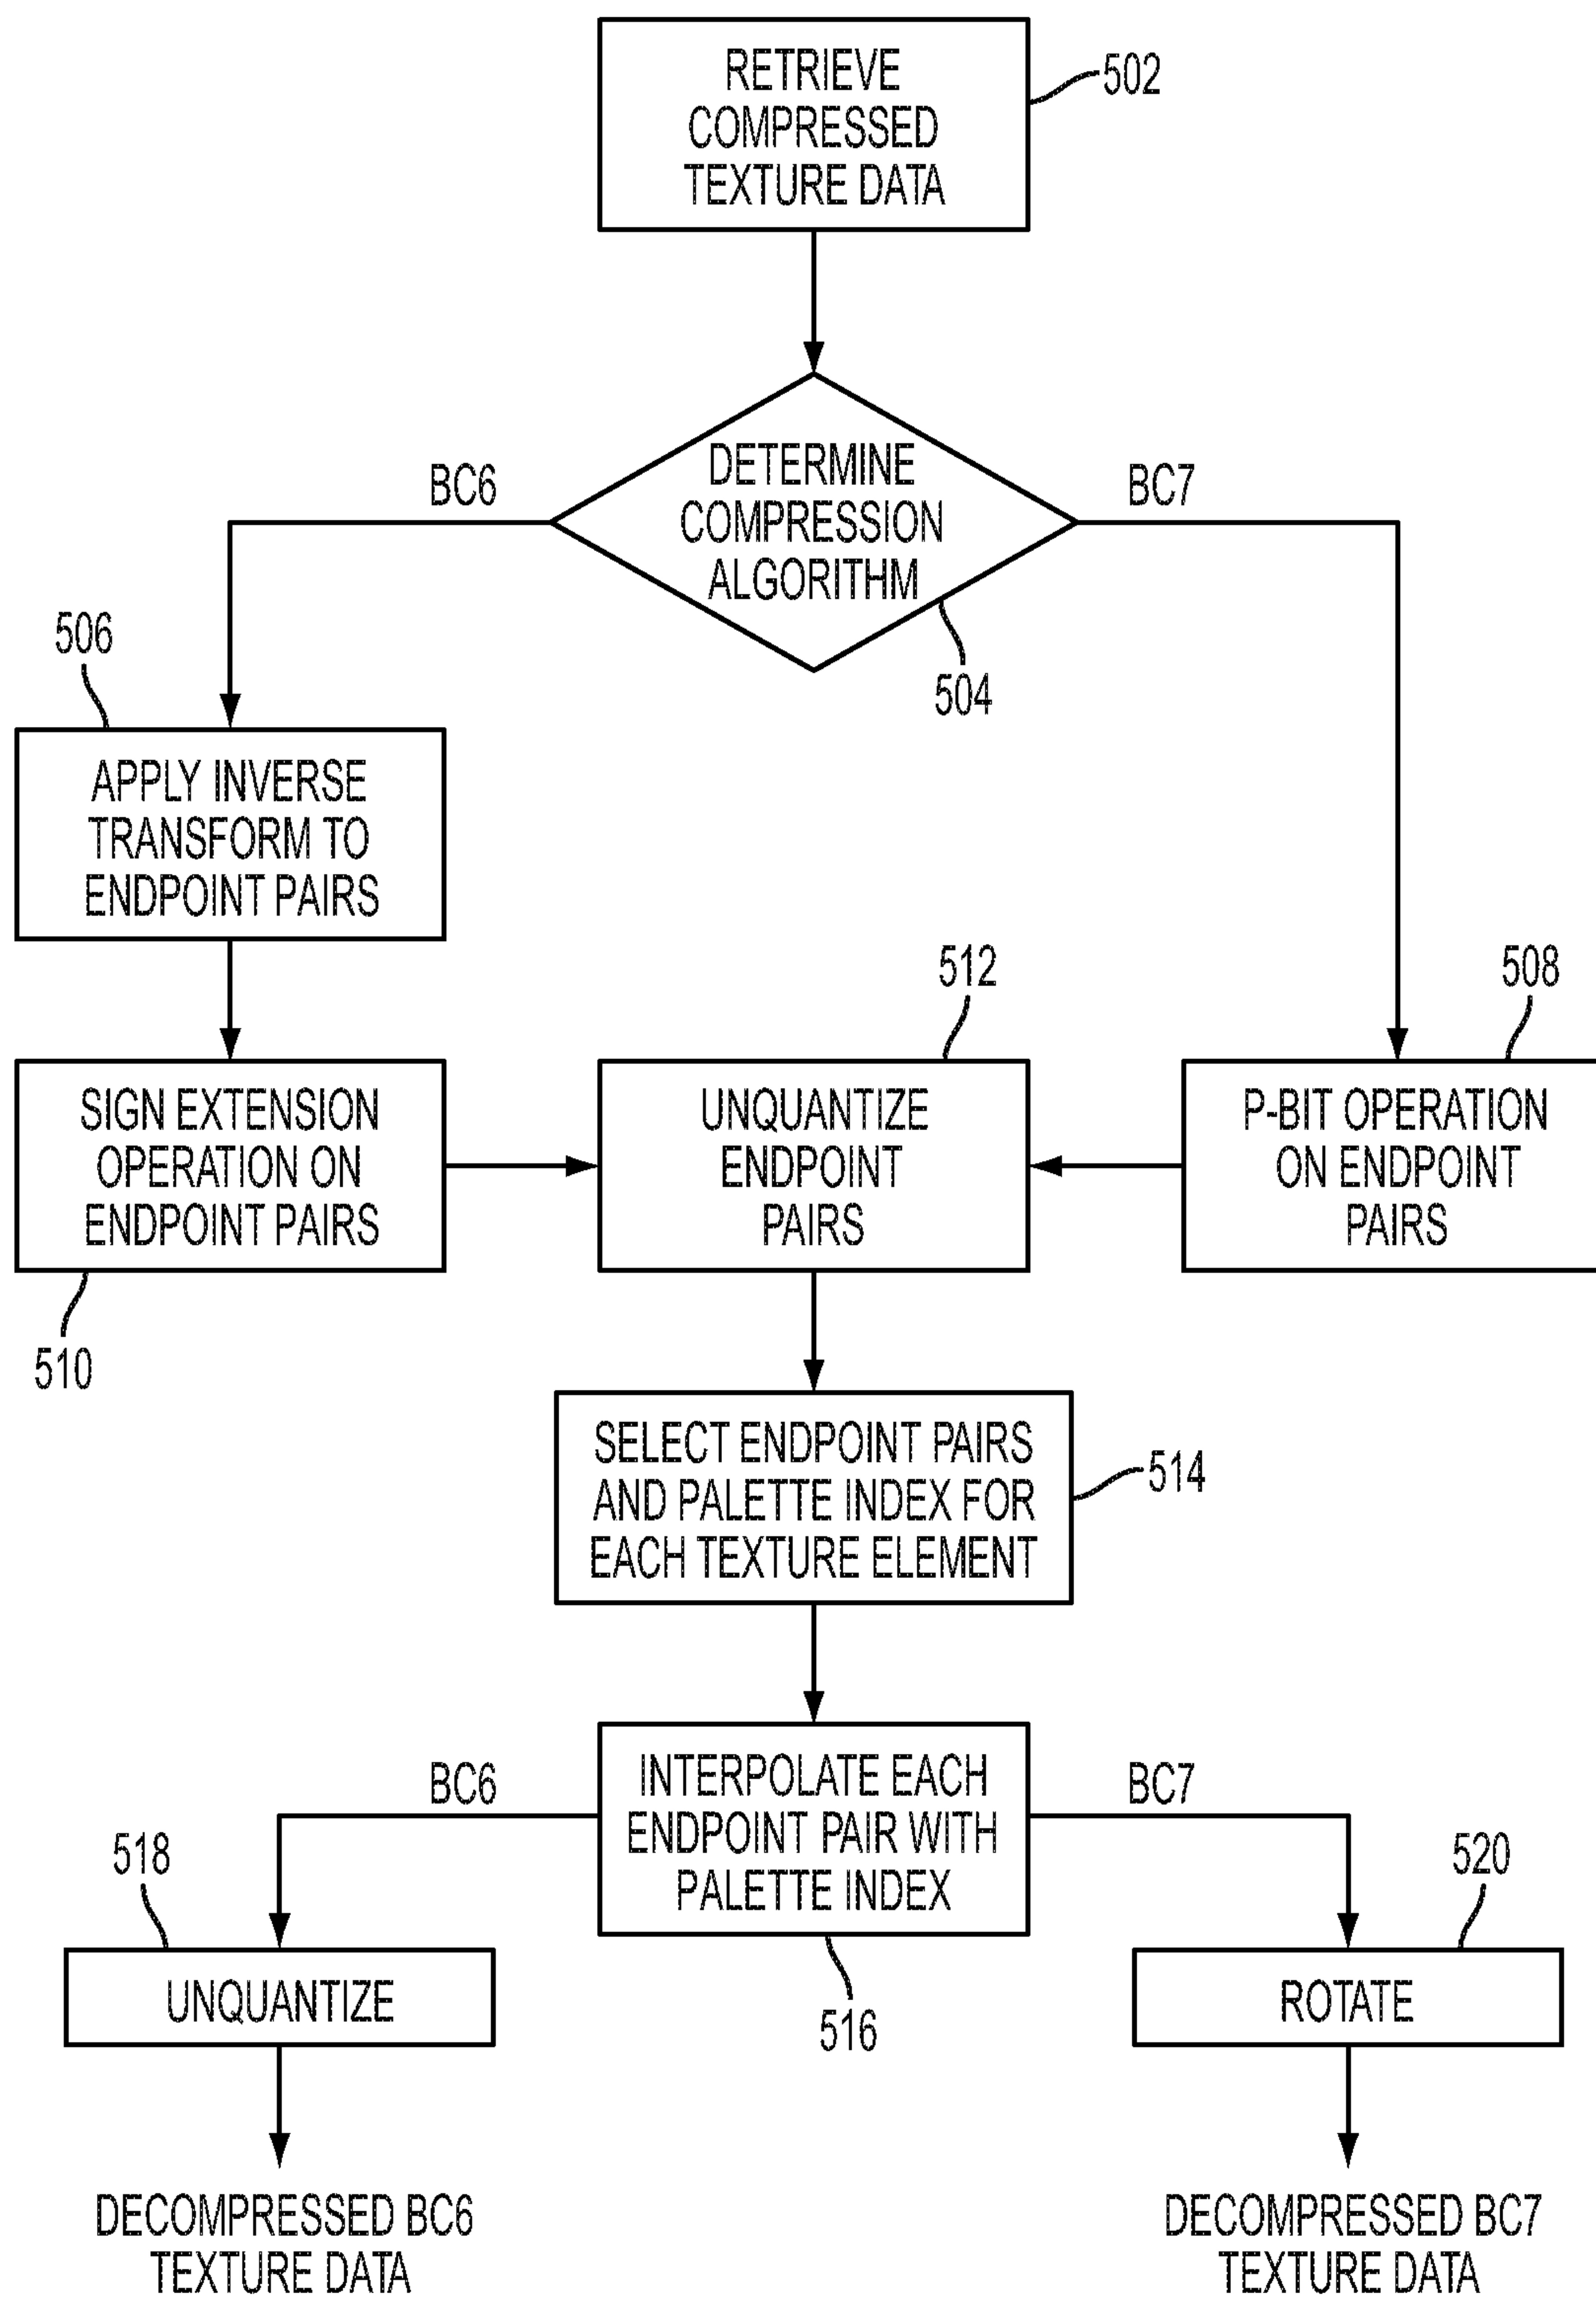 RETRIEVE
COMPRESSED
TEXTURE DATA
502
DETERMINE
COMPRESSION
ALGORITHM
BC6
BC7
504
506
APPLY INVERSE
TRANSFORM TO
ENDPOINT PAIRS
512
508
SIGN EXTENSION
OPERATION ON
ENDPOINT PAIRS
UNQUANTIZE
ENDPOINT
PAIRS
P-BIT OPERATION
ON ENDPOINT
PAIRS
510
SELECT ENDPOINT PAIRS
AND PALETTE INDEX FOR
EACH TEXTURE ELEMENT
514
BC6
INTERPOLATE EACH
ENDPOINT PAIR WITH
PALETTE INDEX
BC7
518
520
UNQUANTIZE
516
ROTATE
DECOMPRESSED BC6
TEXTURE DATA
DECOMPRESSED BC7
TEXTURE DATA